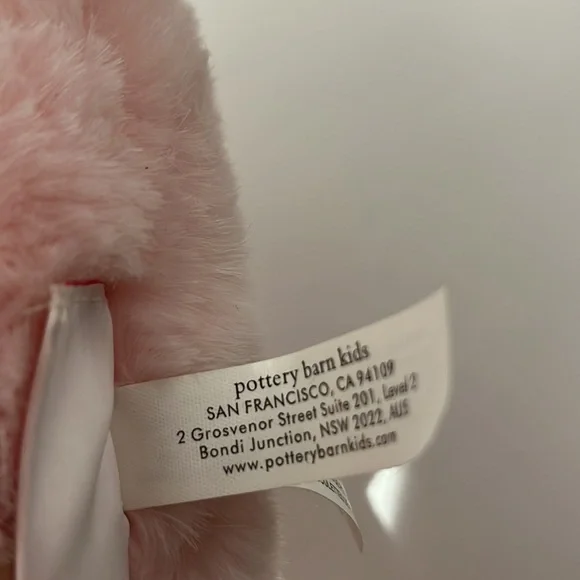 pottery barn kids
SAN FRANCISCO, CA 94109
2 Grosvenor Street Suite 201, Level 2
Bondi Junction, NSW 2022, AUS
www.potterybarnkids.com